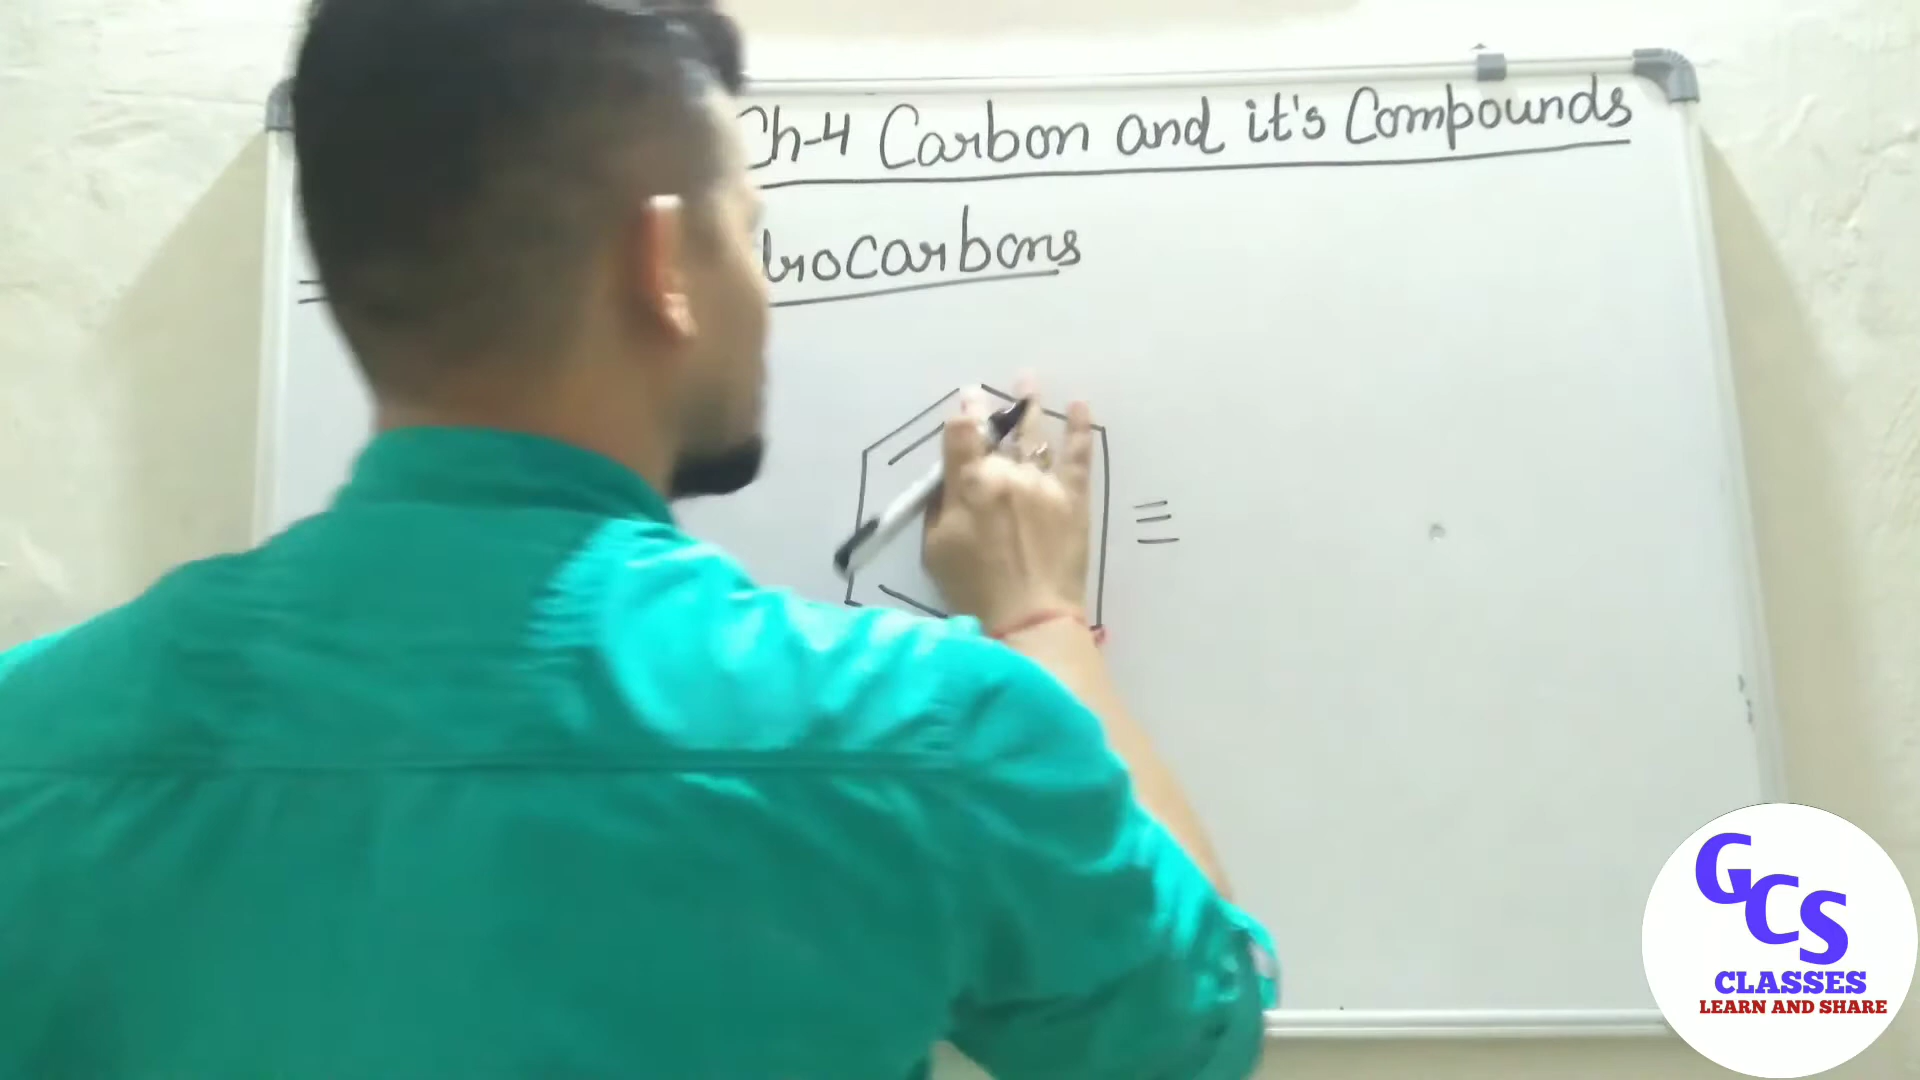 Ch-4 Carbon and it's Compounds
rocarbons
GCS
CLASSES
LEARN AND SHARE